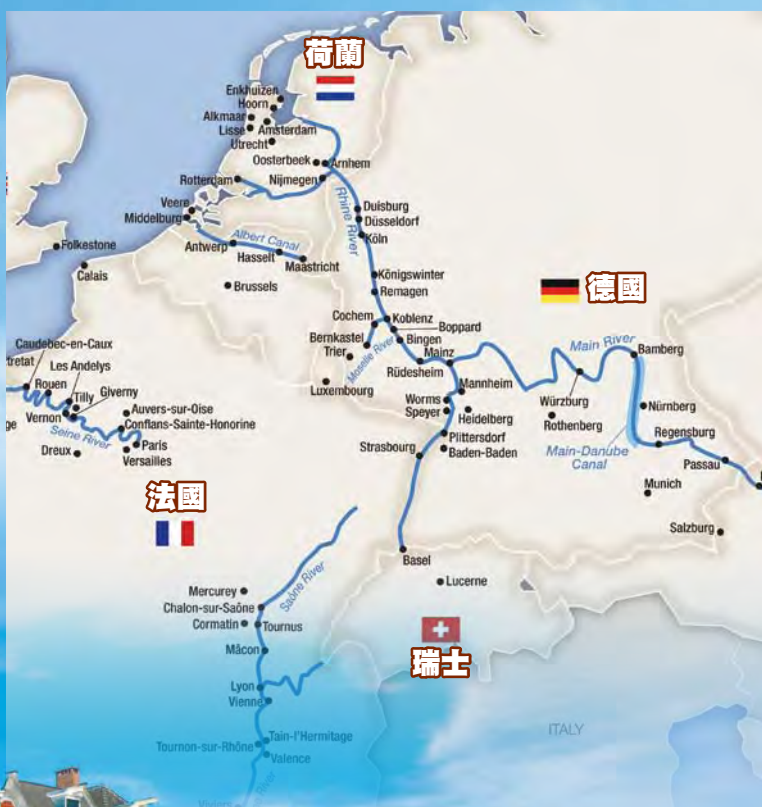 荷蘭
Enkhuizen
Hoorn
Alkmaar
Lisse
Amsterdam
Utrecht
Oosterbeek
Arnhem
Rotterdam
Nijmegen
Rhine River
Veere
Middelburg
Duisburg
Düsseldorf
Köln
Albert Canal
Antwerp
Hasselt
Maastricht
Folkestone
Calais
Brussels
Königswinter
Remagen
德國
Cochem
Koblenz
Boppard
Bernkastel
Bingen
Trier
Moselle River
Mainz
Rüdesheim
Luxembourg
Main River
Bamberg
Caudebec-en-Caux
tretat
Les Andelys
Rouen
Tilly
Giverny
Vernon
Auvers-sur-Oise
Conflans-Sainte-Honorine
Seine River
Paris
Versailles
Dreux
Mannheim
Worms
Speyer
Heidelberg
Würzburg
Rothenberg
Nürnberg
Plittersdorf
Baden-Baden
Strasbourg
Main-Danube
Canal
Regensburg
Passau
Munich
Salzburg
法國
Basel
Lucerne
Saône River
Mercurey
Chalon-sur-Saône
Cormatin
Tournus
瑞士
Mâcon
Lyon
Vienne
ITALY
Tain-l'Hermitage
Tournon-sur-Rhône
Valence
Viviers
River